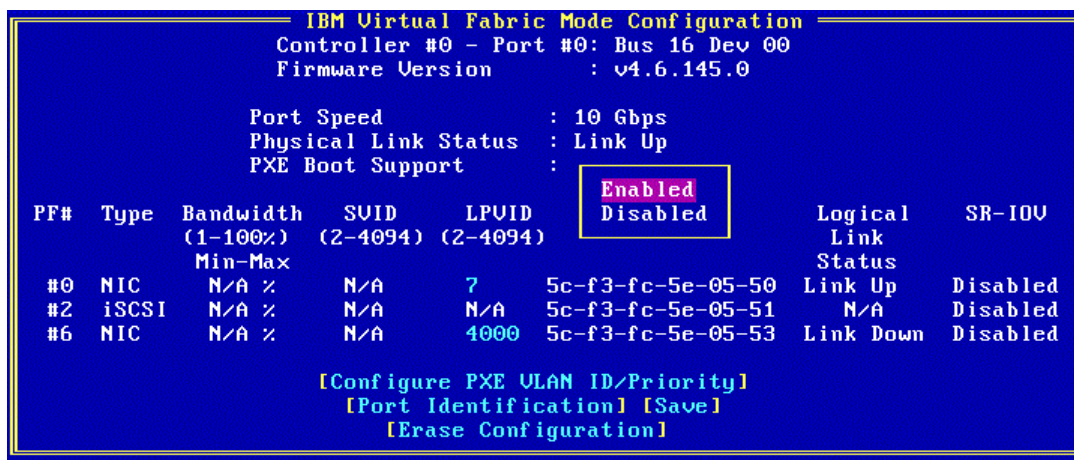 IBM Virtual Fabric Mode Configuration
Controller #0 - Port #0: Bus 16 Dev 00
Firmware Version : v4.6.145.0
Port Speed : 10 Gbps
Physical Link Status : Link Up
PXE Boot Support :
Enabled
PF# Type Bandwidth SVID LPVID Disabled Logical SR-IOV
(1-100%) (2-4094) (2-4094) Link
Min-Max Status
#0 NIC N/A % N/A 7 5c-f3-fc-5e-05-50 Link Up Disabled
#2 iSCSI N/A % N/A N/A 5c-f3-fc-5e-05-51 N/A Disabled
#6 NIC N/A % N/A 4000 5c-f3-fc-5e-05-53 Link Down Disabled
[Configure PXE VLAN ID/Priority]
[Port Identification] [Save]
[Erase Configuration]